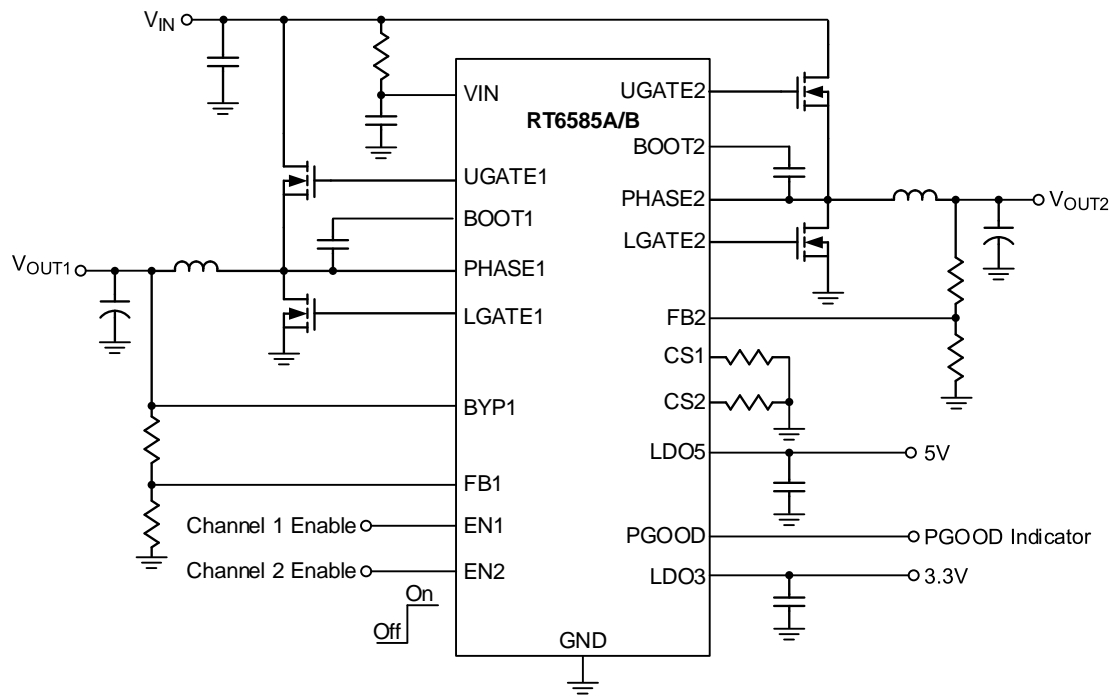 VIN
VIN
RT6585A/B
UGATE2
BOOT2
UGATE1
PHASE2
VOUT2
BOOT1
LGATE2
VOUT1
PHASE1
LGATE1
FB2
CS1
CS2
BYP1
LDO5
5V
FB1
Channel 1 Enable
EN1
PGOOD
PGOOD Indicator
Channel 2 Enable
EN2
LDO3
3.3V
On
Off
GND